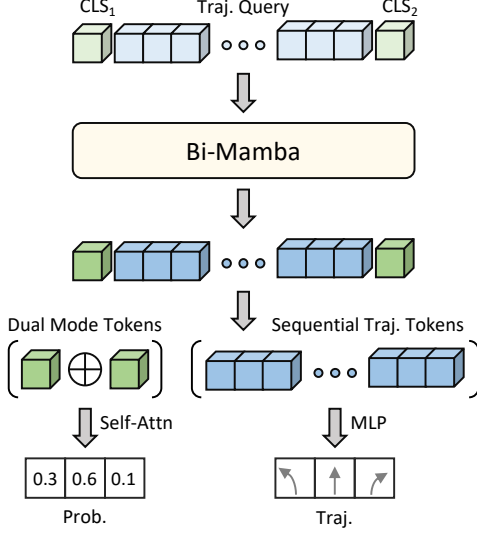 CLS₁ Traj. Query CLS₂
Bi-Mamba
Dual Mode Tokens Sequential Traj. Tokens
Self-Attn MLP
0.3 0.6 0.1
Prob. Traj.